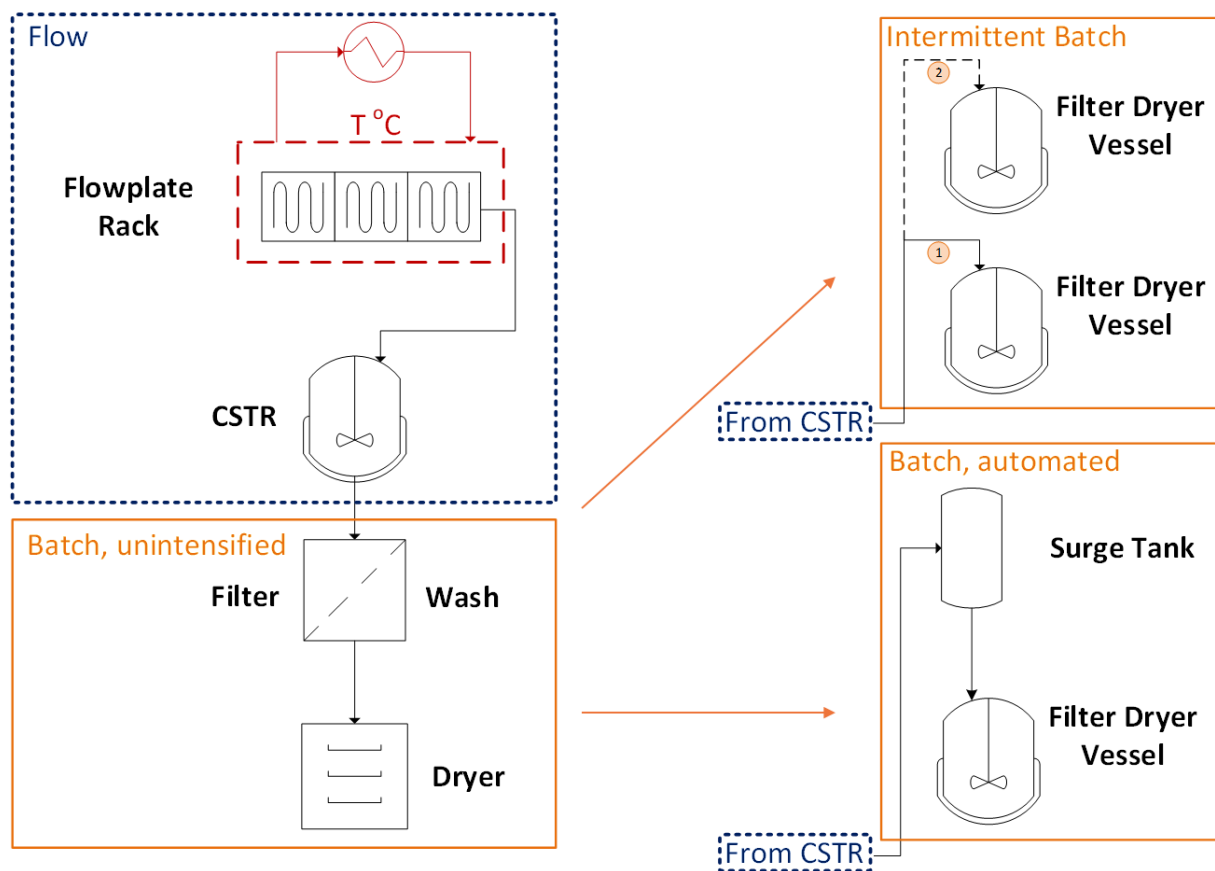 Flow
T °C
Flowplate
Rack
CSTR
Batch, unintensified
Filter
Wash
Dryer
Intermittent Batch
2
Filter Dryer
Vessel
1
Filter Dryer
Vessel
From CSTR
Batch, automated
Surge Tank
Filter Dryer
Vessel
From CSTR